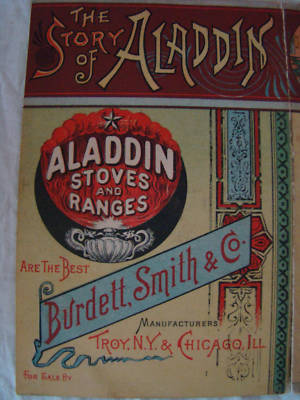 THE
STORY
OF ALADDIN
ALADDIN
STOVES
AND
RANGES
ARE THE BEST
Burdett, Smith & Co.
MANUFACTURERS
TROY, N.Y. & CHICAGO, ILL.
FOR SALE BY